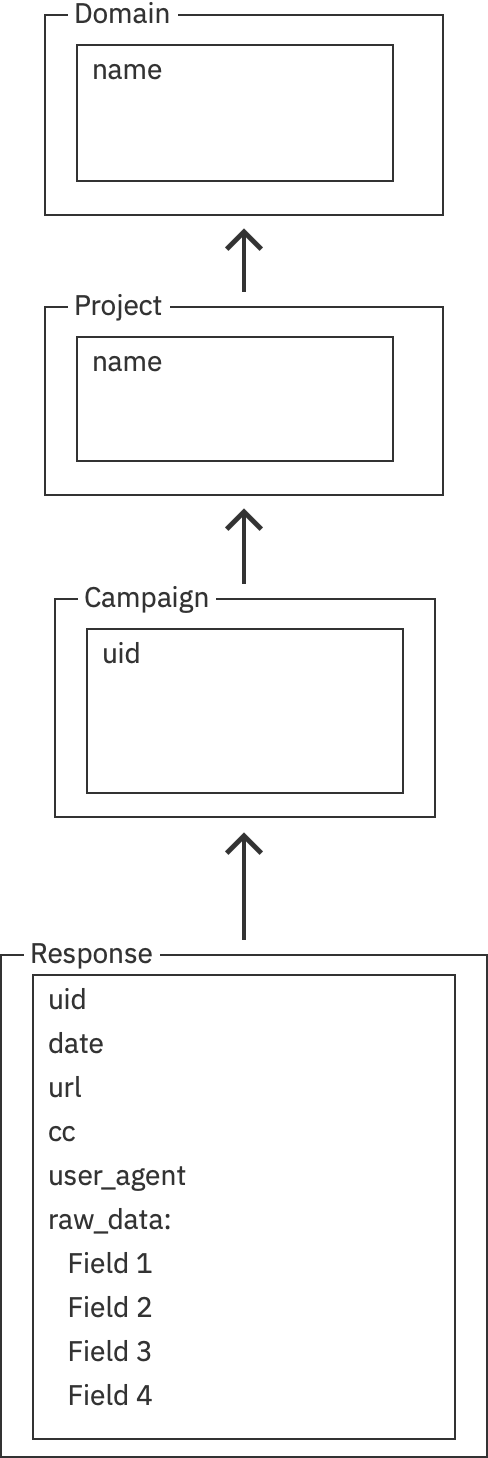 Domain
name
Project
name
Campaign
uid
Response
uid
date
url
cc
user_agent
raw_data:
Field 1
Field 2
Field 3
Field 4